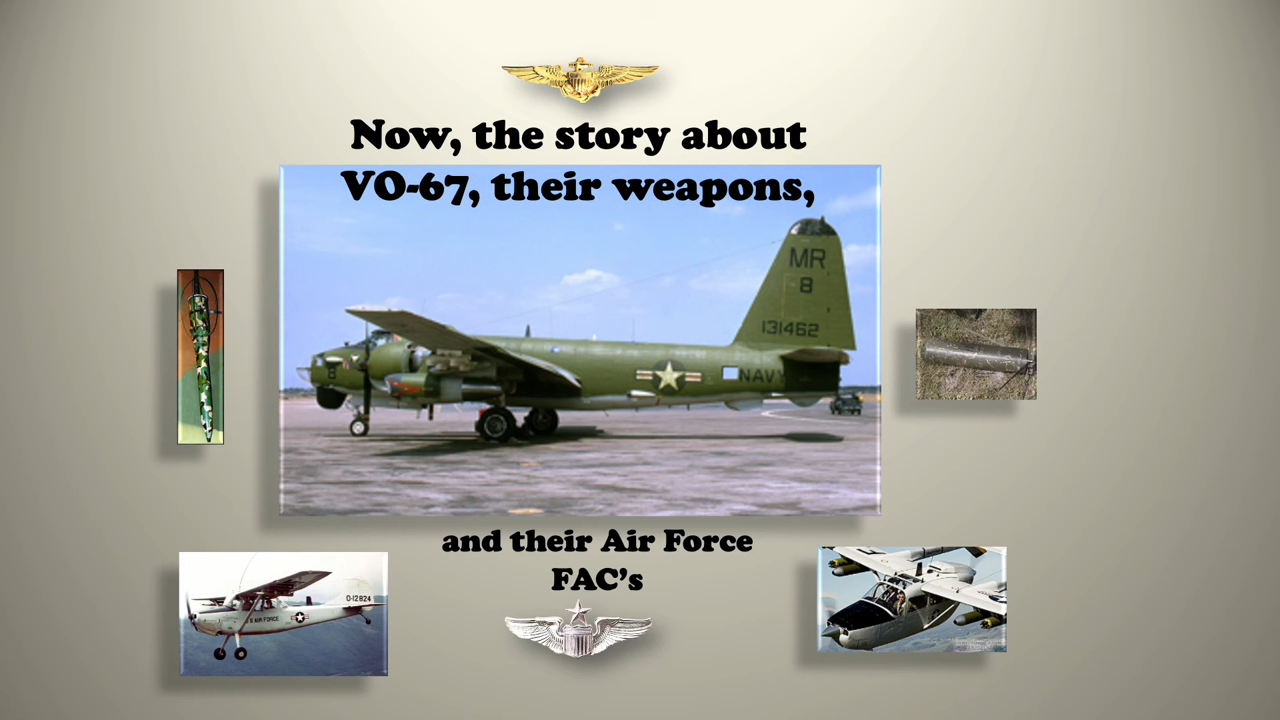 Now, the story about
VO-67, their weapons,
MR
8
131462
8
NAVY
O-12824
U.S. AIR FORCE
and their Air Force
FAC’s